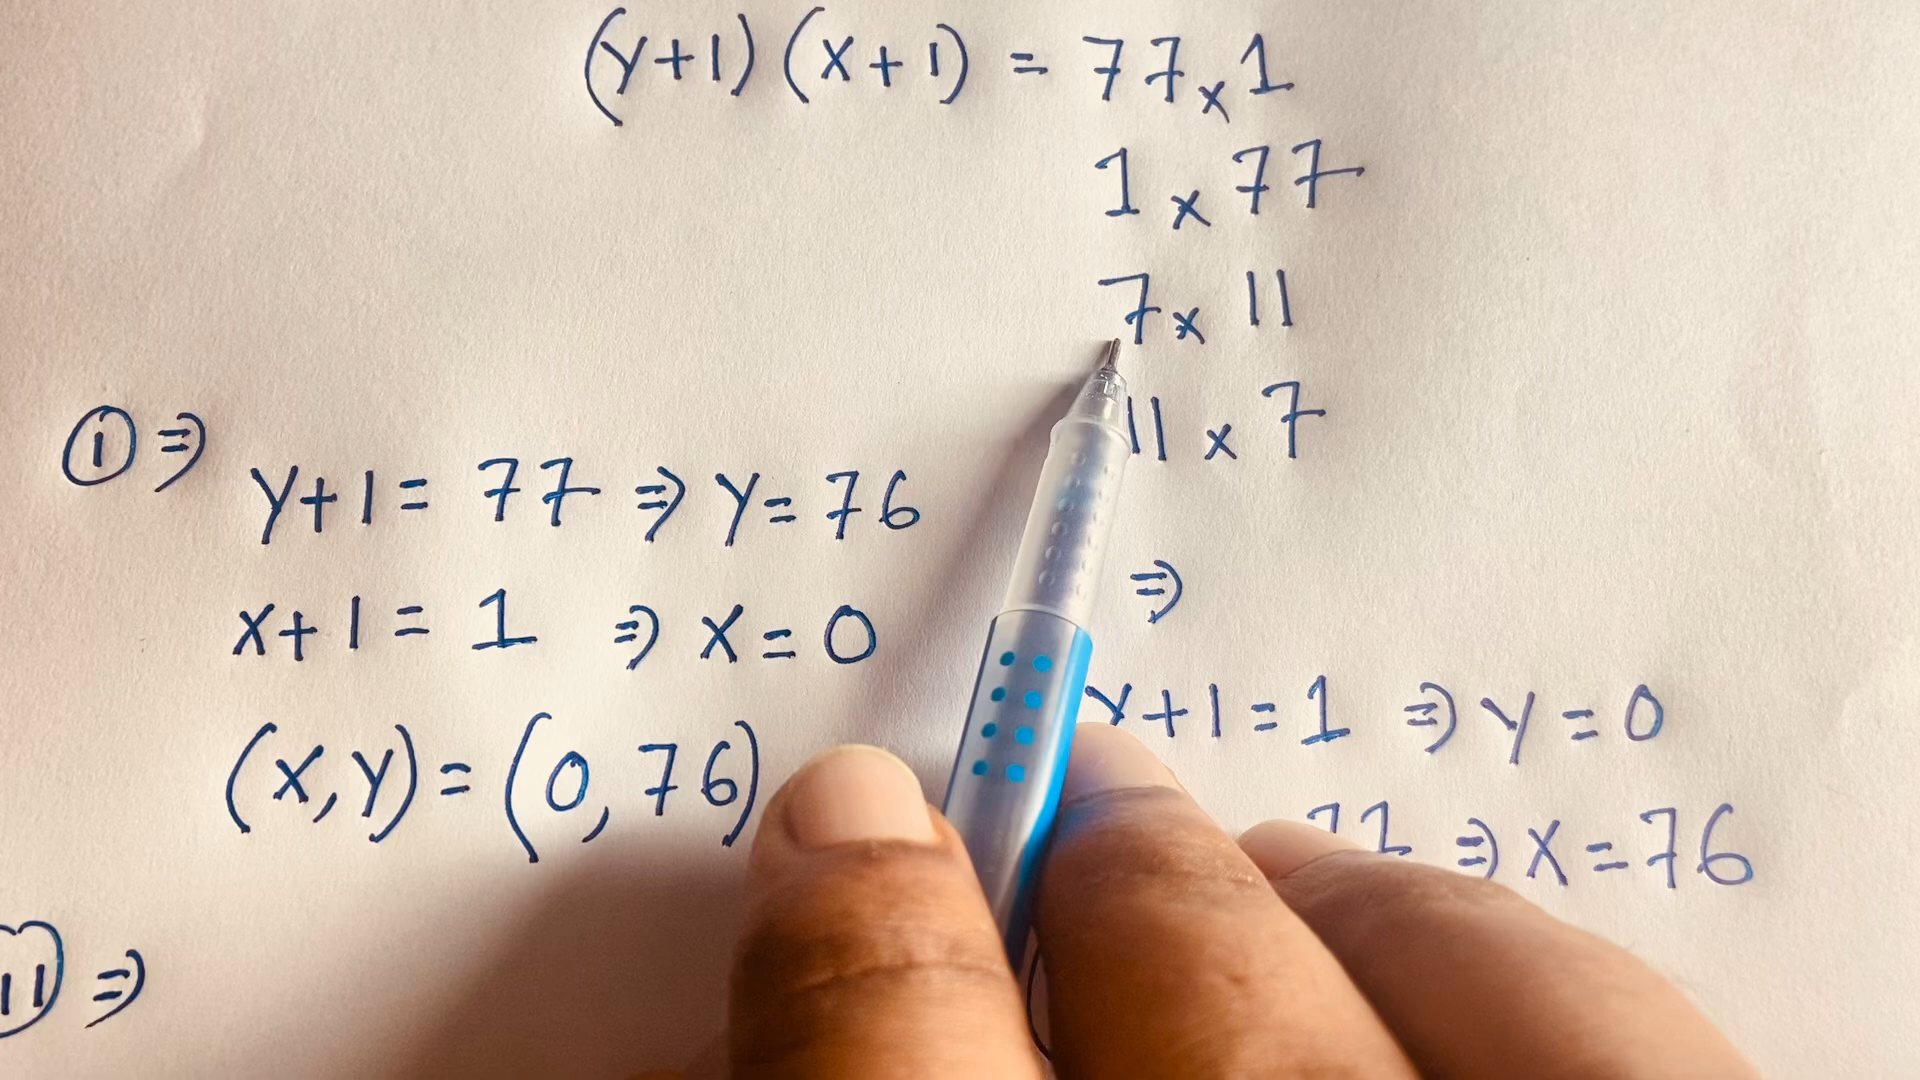 (y+1) (x+1) = 77 x 1
1 x 77
7 x 11
11 x 7
i ⇒
y+1 = 77 ⇒ y = 76
x+1 = 1 ⇒ x = 0
(x,y) = (0, 76)
⇒
y+1 = 1 ⇒ y = 0
⇒ x = 76
⇒